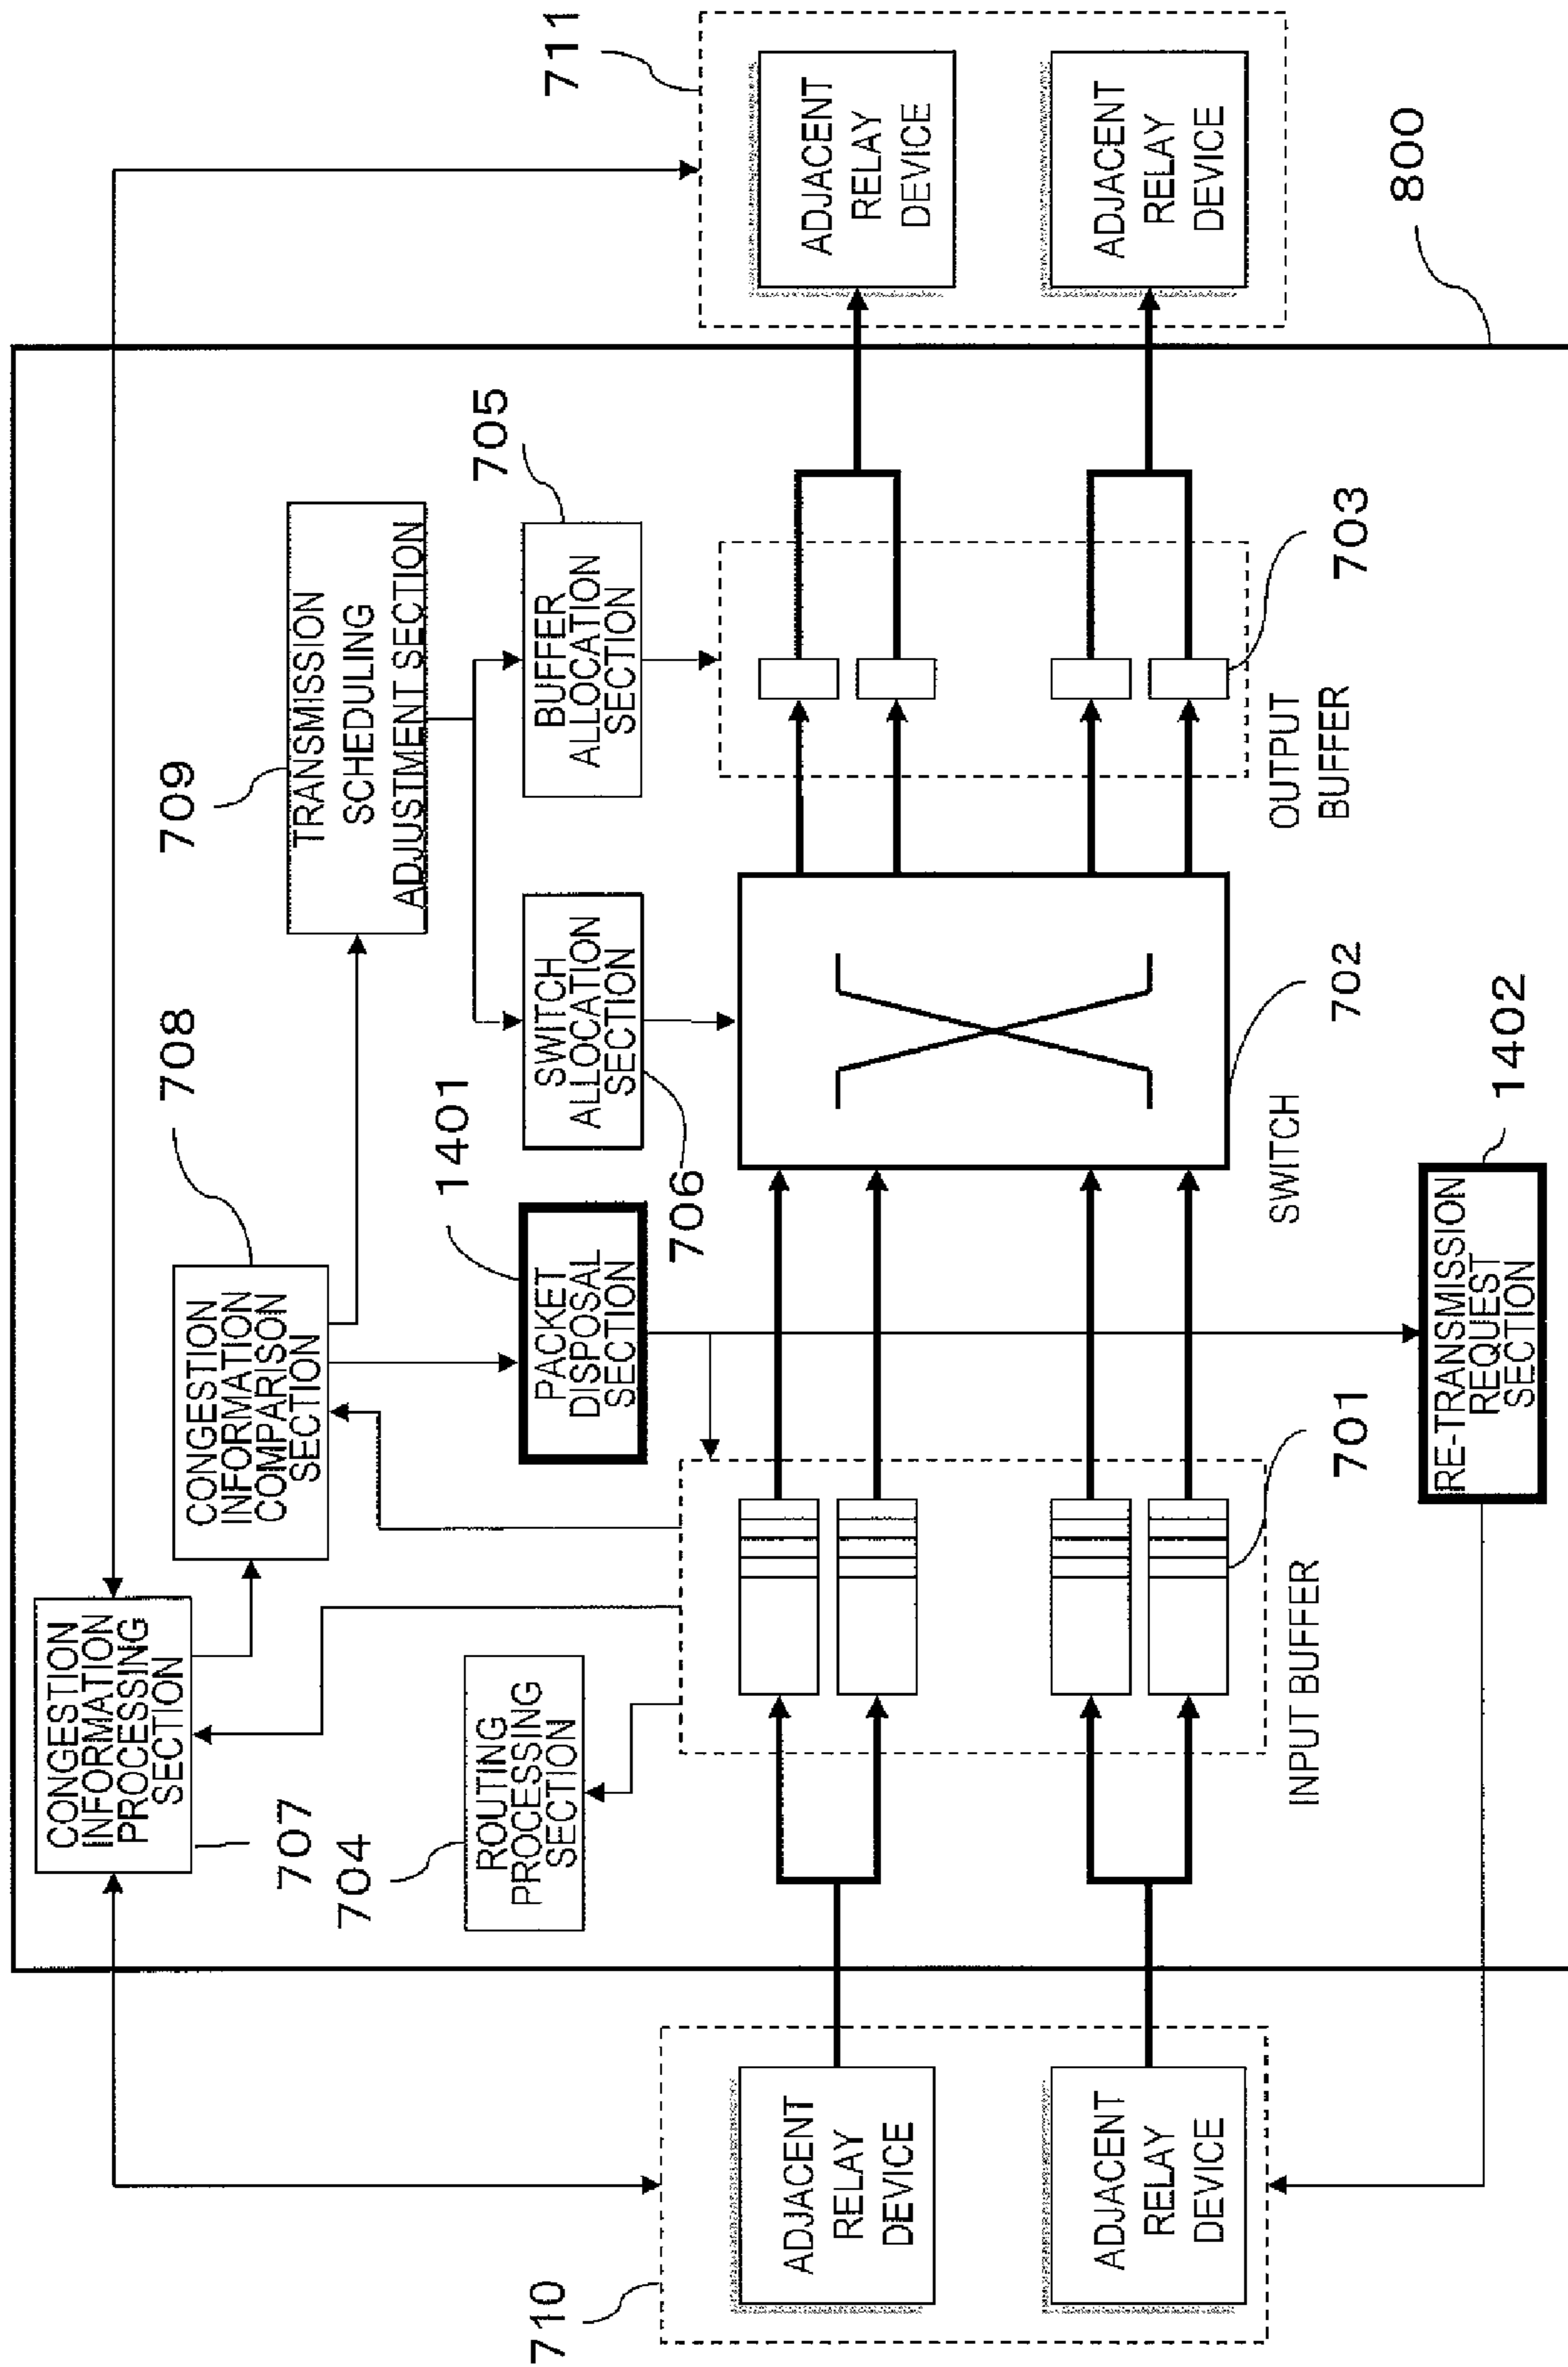 CONGESTION
INFORMATION
PROCESSING
SECTION
707
708
CONGESTION
INFORMATION
COMPARISON
SECTION
709
TRANSMISSION
SCHEDULING
ADJUSTMENT SECTION
704
ROUTING
PROCESSING
SECTION
1401
PACKET
DISPOSAL
SECTION
706
SWITCH
ALLOCATION
SECTION
705
BUFFER
ALLOCATION
SECTION
711
ADJACENT
RELAY
DEVICE
ADJACENT
RELAY
DEVICE
710
ADJACENT
RELAY
DEVICE
ADJACENT
RELAY
DEVICE
INPUT BUFFER
701
SWITCH
702
OUTPUT
BUFFER
703
800
RE-TRANSMISSION
REQUEST
SECTION
1402